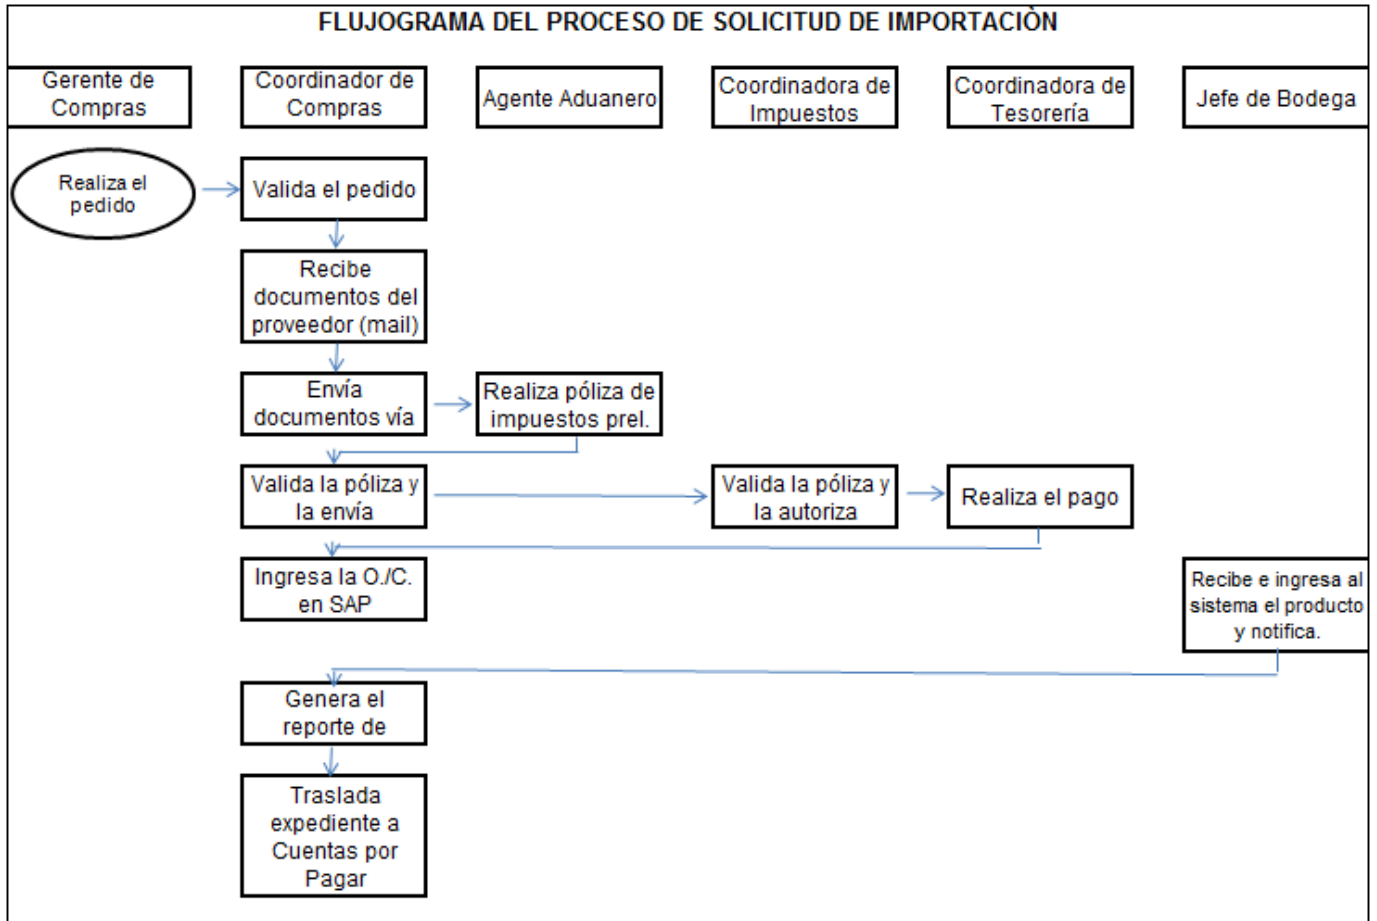 FLUJOGRAMA DEL PROCESO DE SOLICITUD DE IMPORTACIÒN
Gerente de
Compras
Coordinador de
Compras
Agente Aduanero
Coordinadora de
Impuestos
Coordinadora de
Tesorería
Jefe de Bodega
Realiza el
pedido
Valida el pedido
Recibe
documentos del
proveedor (mail)
Envía
documentos vía
Realiza póliza de
impuestos prel.
Valida la póliza y
la envía
Valida la póliza y
la autoriza
Realiza el pago
Ingresa la O./C.
en SAP
Recibe e ingresa al
sistema el producto
y notifica.
Genera el
reporte de
Traslada
expediente a
Cuentas por
Pagar